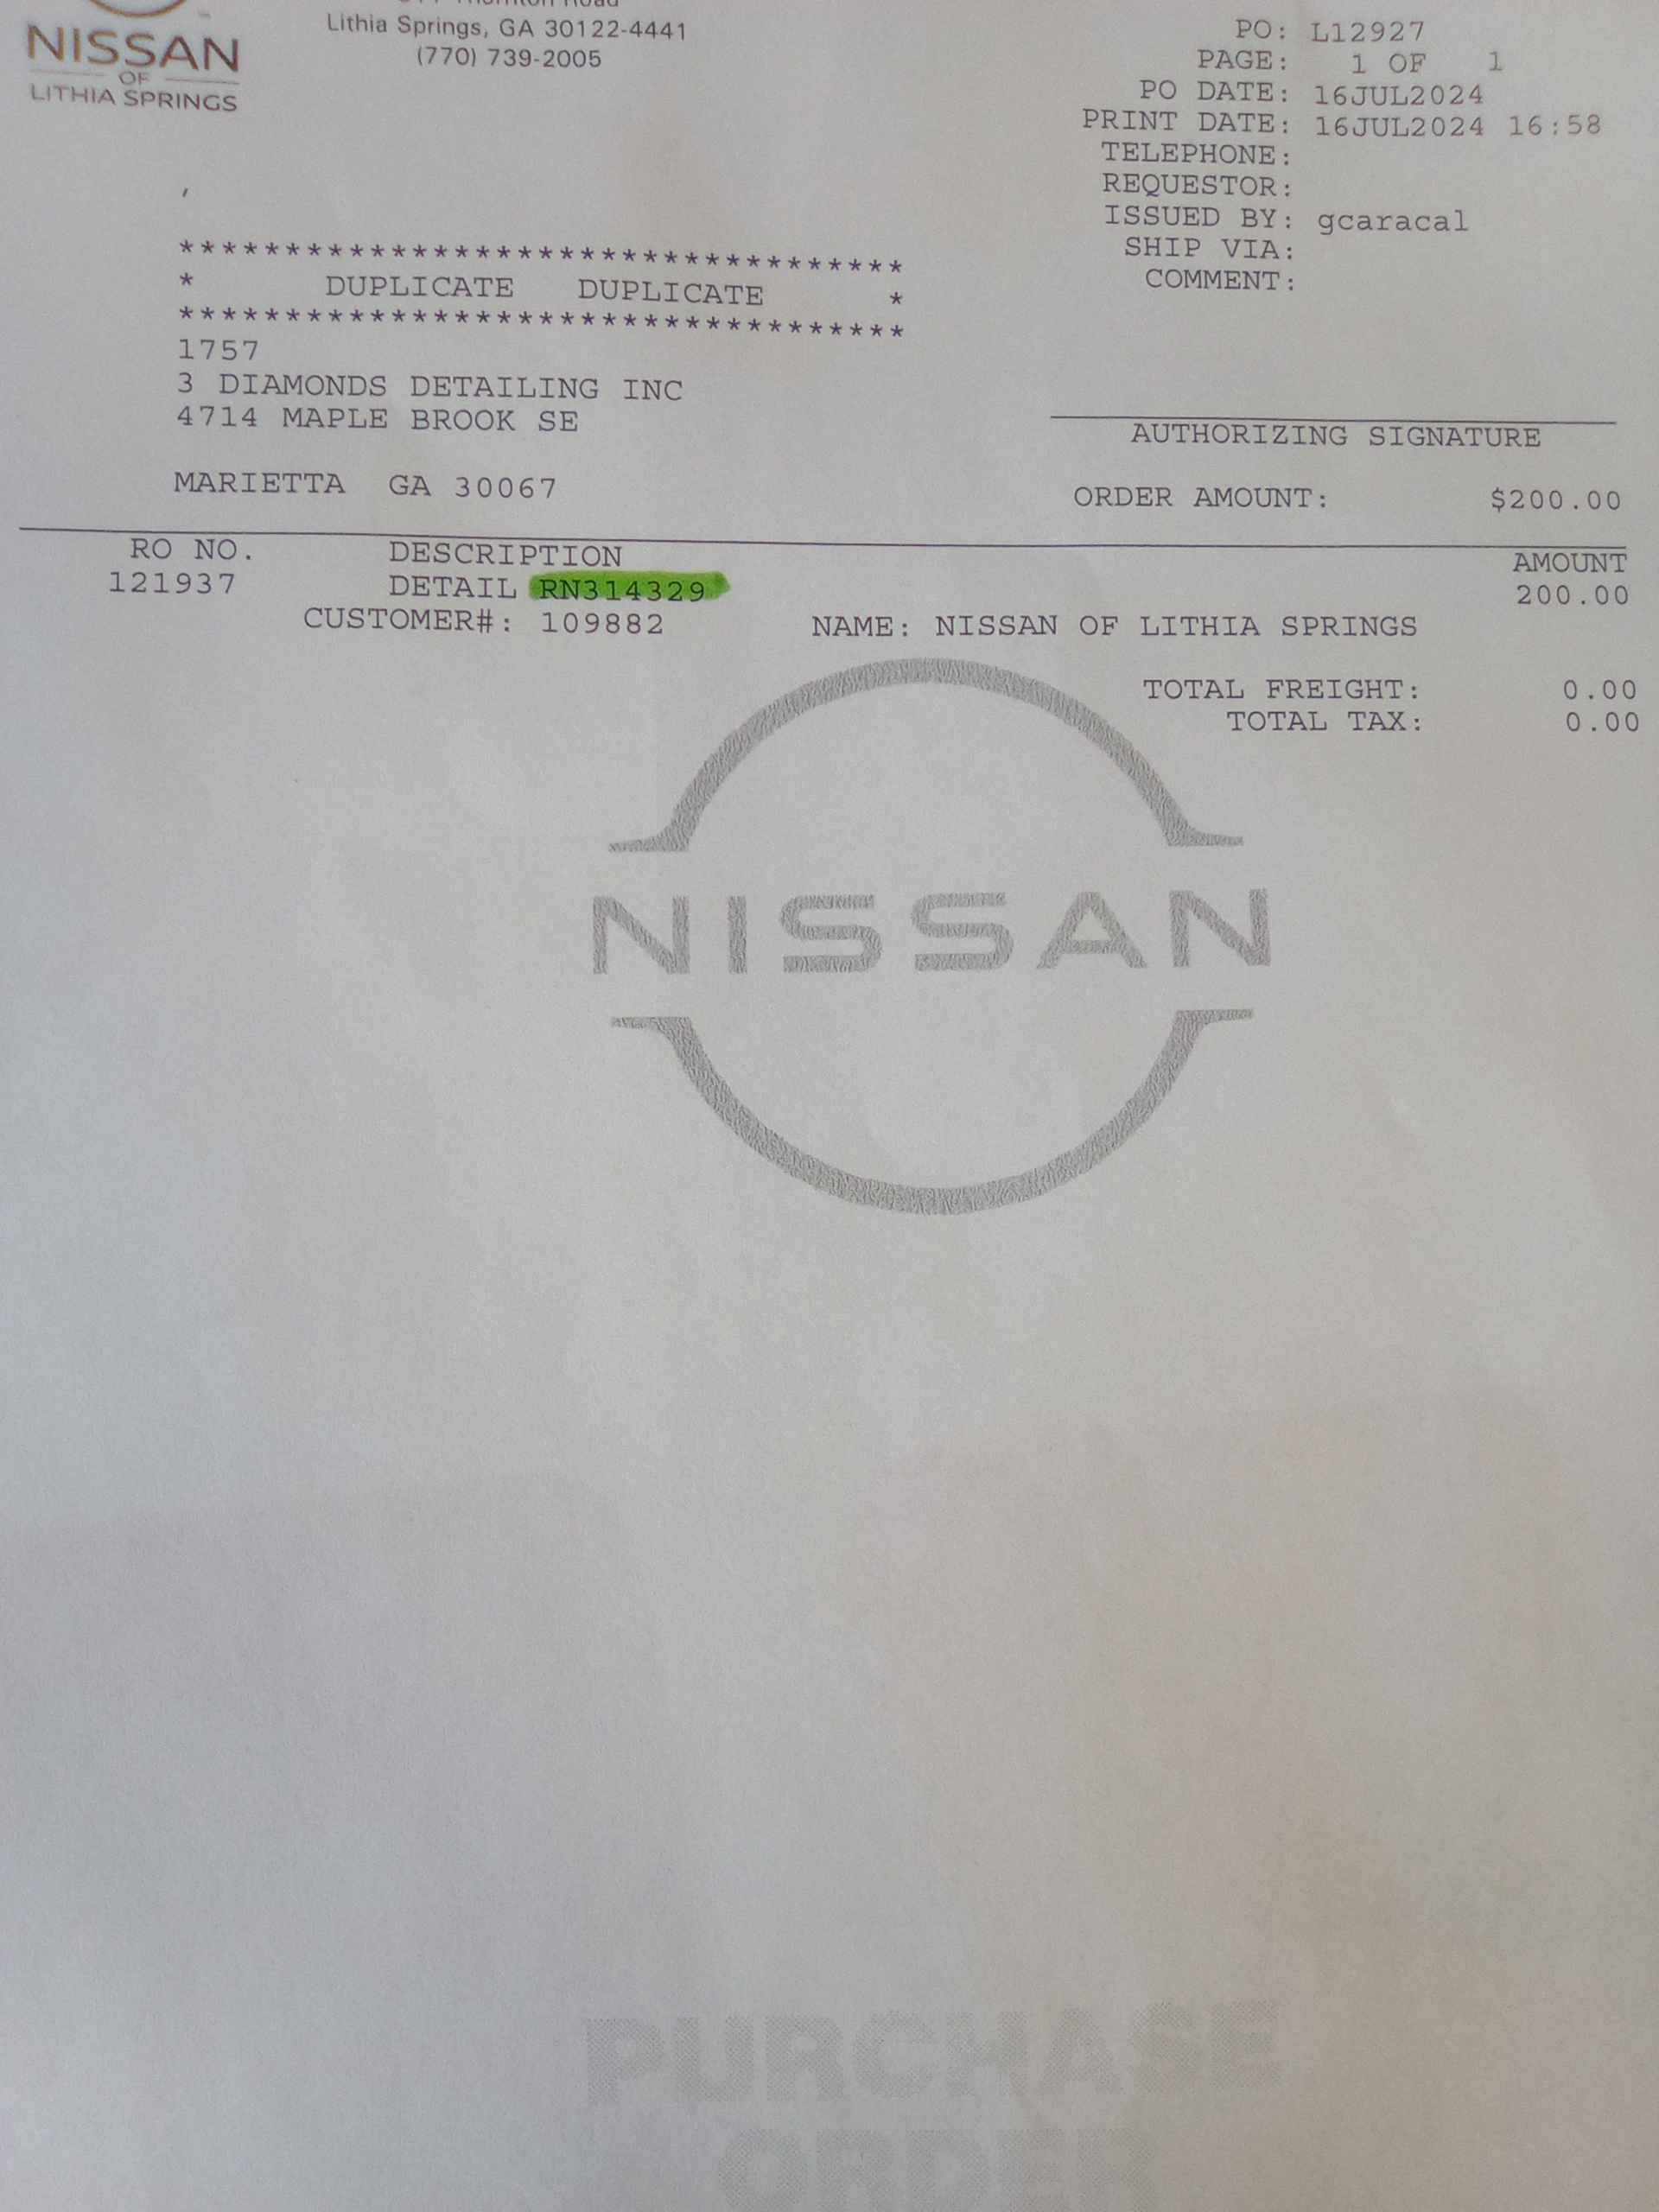 NISSAN
OF
LITHIA SPRINGS
Road
Lithia Springs, GA 30122-4441
(770) 739-2005
PO: L12927
PAGE: 1 OF 1
PO DATE: 16JUL2024
PRINT DATE: 16JUL2024 16:58
TELEPHONE:
REQUESTOR:
ISSUED BY: gcaracal
SHIP VIA:
COMMENT:
***********************************
* DUPLICATE DUPLICATE *
***********************************
1757
3 DIAMONDS DETAILING INC
4714 MAPLE BROOK SE
MARIETTA GA 30067
AUTHORIZING SIGNATURE
ORDER AMOUNT: $200.00
RO NO. DESCRIPTION AMOUNT
121937 DETAIL RN314329 200.00
CUSTOMER#: 109882 NAME: NISSAN OF LITHIA SPRINGS
TOTAL FREIGHT: 0.00
TOTAL TAX: 0.00
NISSAN
PURCHASE
ORDER